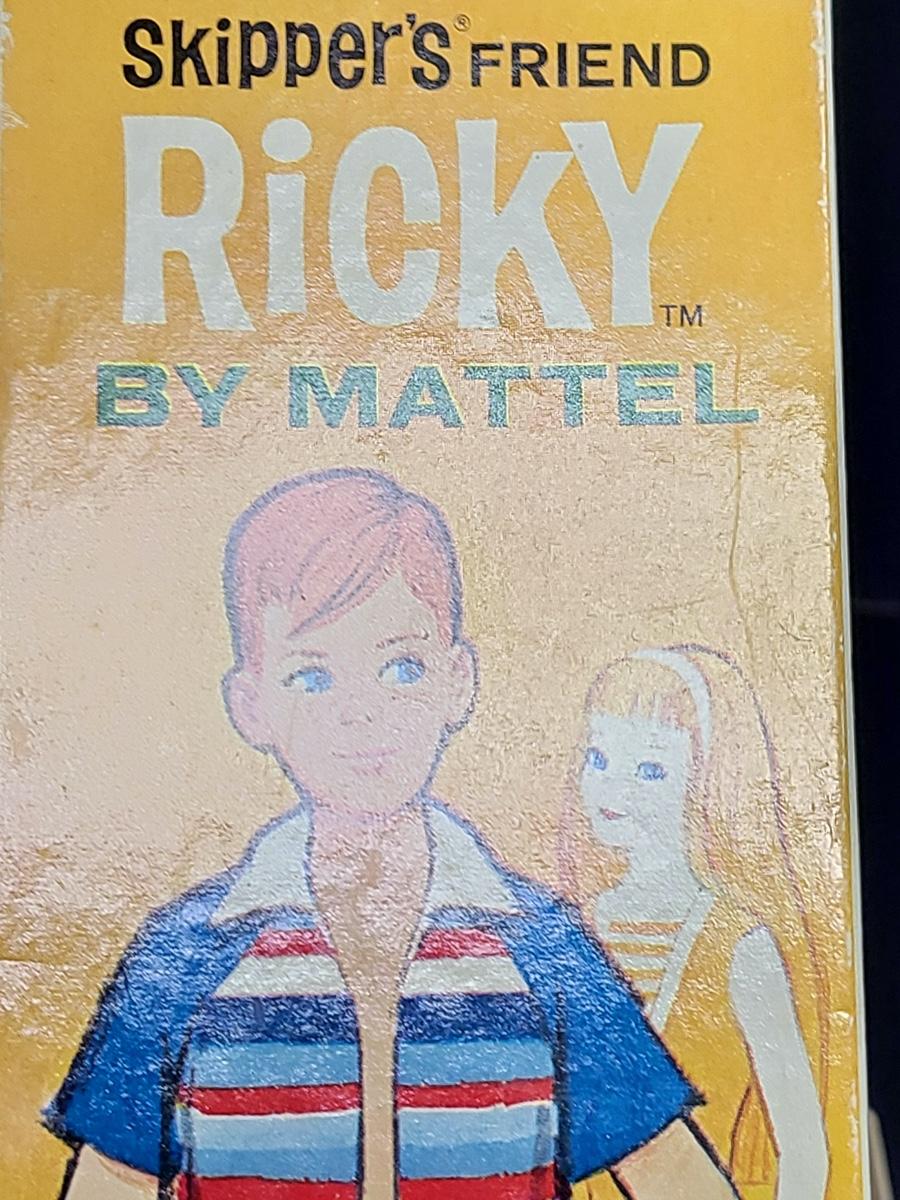 Skipper's® FRIEND
RiCKY™
BY MATTEL